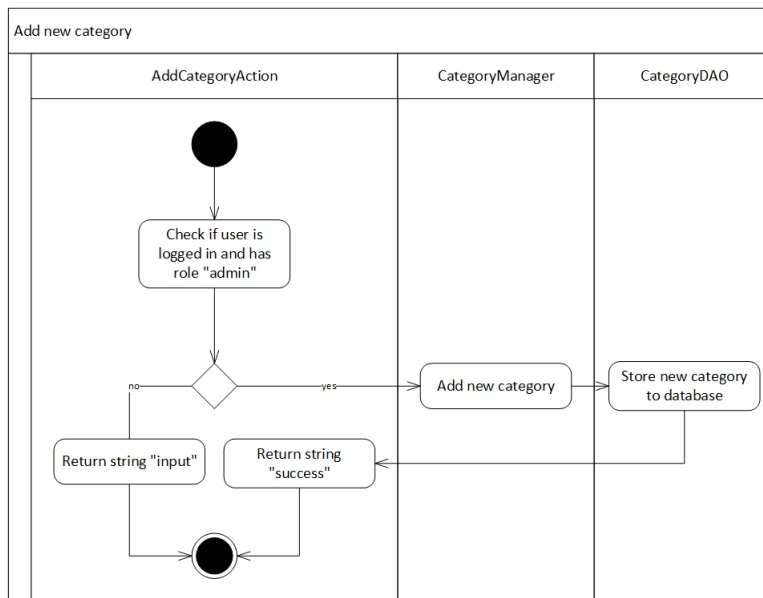 Add new category
AddCategoryAction
CategoryManager
CategoryDAO
Check if user is
logged in and has
role "admin"
no
yes
Add new category
Store new category
to database
Return string "input"
Return string
"success"